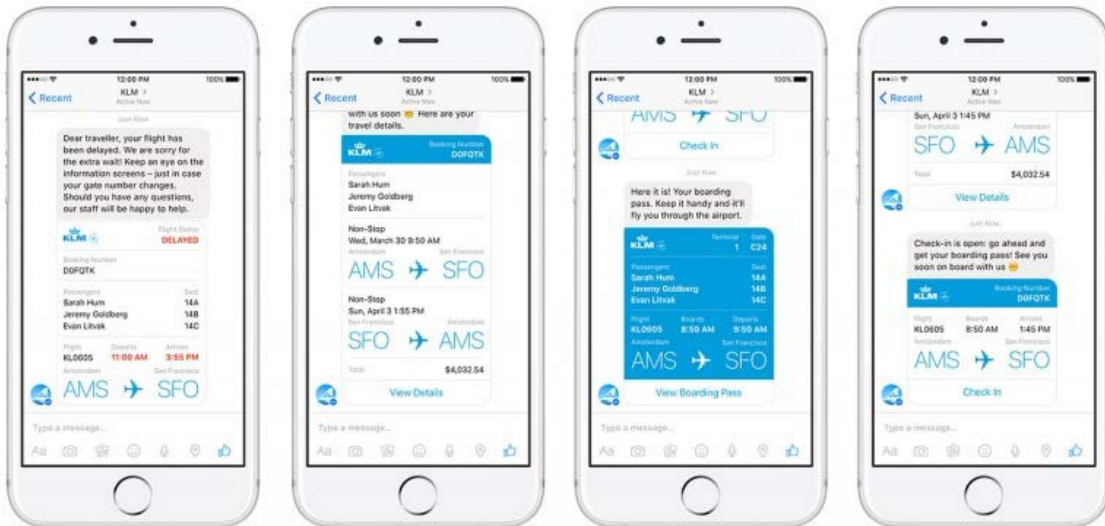 12:00 PM 100%
Recent KLM
Active Now
Just Now
Dear traveller, your flight has
been delayed. We are sorry for
the extra wait! Keep an eye on the
information screens – just in case
your gate number changes.
Should you have any questions,
our staff will be happy to help.
KLM Flight Status
DELAYED
Booking Number
DOFQTK
Passengers Seat
Sarah Hum 14A
Jeremy Goldberg 14B
Evan Litvak 14C
Flight Departs Arrives
KL0605 11:00 AM 3:55 PM
Amsterdam San Francisco
AMS SFO
Type a message...
Aa
12:00 PM 100%
Recent KLM
Active Now
with us soon Here are your
travel details.
KLM Booking Number
DOFQTK
Passengers
Sarah Hum
Jeremy Goldberg
Evan Litvak
Non-Stop
Wed, March 30 9:50 AM
Amsterdam San Francisco
AMS SFO
Non-Stop
Sun, April 3 1:55 PM
San Francisco Amsterdam
SFO AMS
Total $4,032.54
View Details
Type a message...
Aa
12:00 PM 100%
Recent KLM
Active Now
AMS SFO
Check In
Just Now
Here it is! Your boarding
pass. Keep it handy and it'll
fly you through the airport.
KLM Terminal Gate
1 C24
Passengers Seat
Sarah Hum 14A
Jeremy Goldberg 14B
Evan Litvak 14C
Flight Boards Departs
KL0605 8:50 AM 9:50 AM
Amsterdam San Francisco
AMS SFO
View Boarding Pass
Type a message...
Aa
12:00 PM 100%
Recent KLM
Active Now
Sun, April 3 1:45 PM
San Francisco Amsterdam
SFO AMS
Total $4,032.54
View Details
Just Now
Check-in is open: go ahead and
get your boarding pass! See you
soon on board with us
KLM Booking Number
DOFQTK
Flight Boards Arrives
KL0605 8:50 AM 1:45 PM
Amsterdam San Francisco
AMS SFO
Check In
Type a message...
Aa